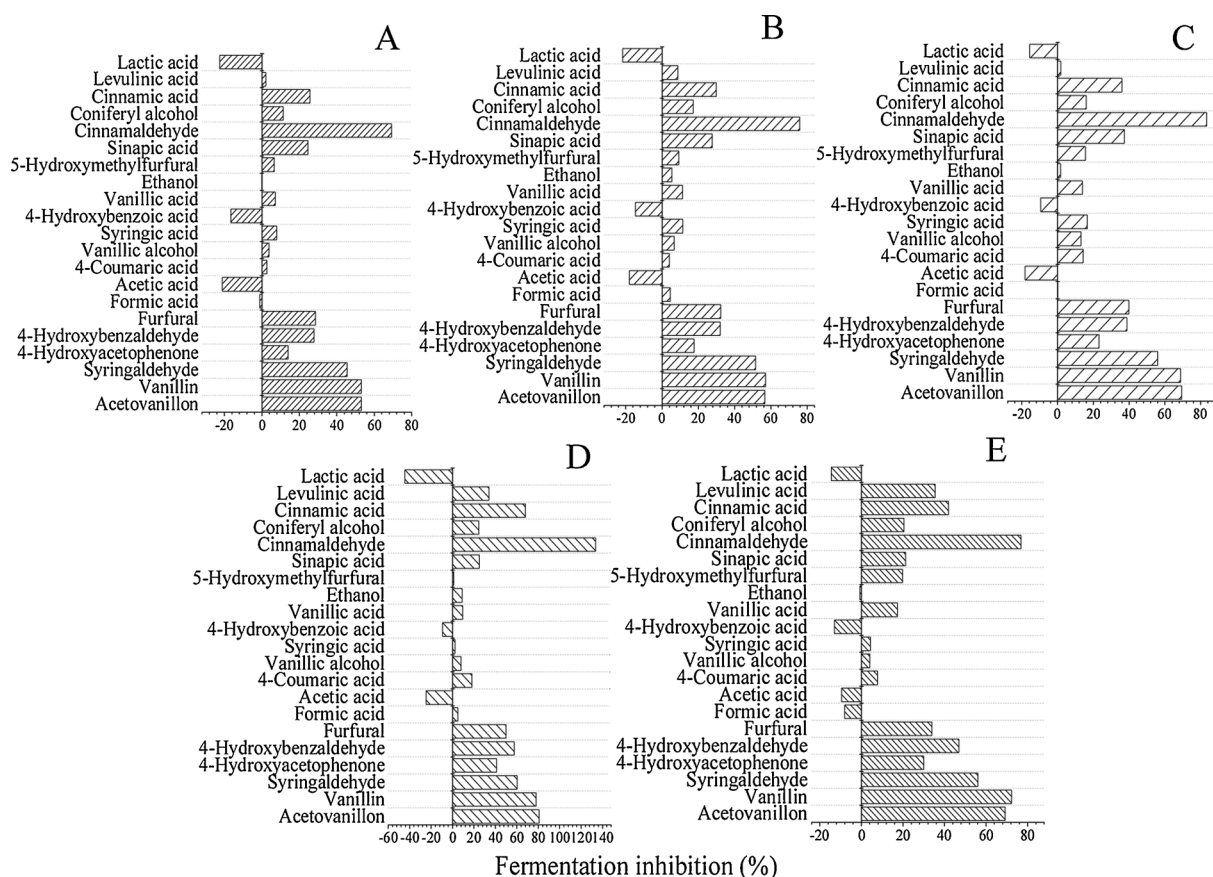 A
Lactic acid
Levulinic acid
Cinnamic acid
Coniferyl alcohol
Cinnamaldehyde
Sinapic acid
5-Hydroxymethylfurfural
Ethanol
Vanillic acid
4-Hydroxybenzoic acid
Syringic acid
Vanillic alcohol
4-Coumaric acid
Acetic acid
Formic acid
Furfural
4-Hydroxybenzaldehyde
4-Hydroxyacetophenone
Syringaldehyde
Vanillin
Acetovanillon
-20 0 20 40 60 80
B
Lactic acid
Levulinic acid
Cinnamic acid
Coniferyl alcohol
Cinnamaldehyde
Sinapic acid
5-Hydroxymethylfurfural
Ethanol
Vanillic acid
4-Hydroxybenzoic acid
Syringic acid
Vanillic alcohol
4-Coumaric acid
Acetic acid
Formic acid
Furfural
4-Hydroxybenzaldehyde
4-Hydroxyacetophenone
Syringaldehyde
Vanillin
Acetovanillon
-20 0 20 40 60 80
C
Lactic acid
Levulinic acid
Cinnamic acid
Coniferyl alcohol
Cinnamaldehyde
Sinapic acid
5-Hydroxymethylfurfural
Ethanol
Vanillic acid
4-Hydroxybenzoic acid
Syringic acid
Vanillic alcohol
4-Coumaric acid
Acetic acid
Formic acid
Furfural
4-Hydroxybenzaldehyde
4-Hydroxyacetophenone
Syringaldehyde
Vanillin
Acetovanillon
-20 0 20 40 60 80
D
Lactic acid
Levulinic acid
Cinnamic acid
Coniferyl alcohol
Cinnamaldehyde
Sinapic acid
5-Hydroxymethylfurfural
Ethanol
Vanillic acid
4-Hydroxybenzoic acid
Syringic acid
Vanillic alcohol
4-Coumaric acid
Acetic acid
Formic acid
Furfural
4-Hydroxybenzaldehyde
4-Hydroxyacetophenone
Syringaldehyde
Vanillin
Acetovanillon
-60 -40 -20 0 20 40 60 80 100 120 140
E
Lactic acid
Levulinic acid
Cinnamic acid
Coniferyl alcohol
Cinnamaldehyde
Sinapic acid
5-Hydroxymethylfurfural
Ethanol
Vanillic acid
4-Hydroxybenzoic acid
Syringic acid
Vanillic alcohol
4-Coumaric acid
Acetic acid
Formic acid
Furfural
4-Hydroxybenzaldehyde
4-Hydroxyacetophenone
Syringaldehyde
Vanillin
Acetovanillon
-20 0 20 40 60 80
Fermentation inhibition (%)